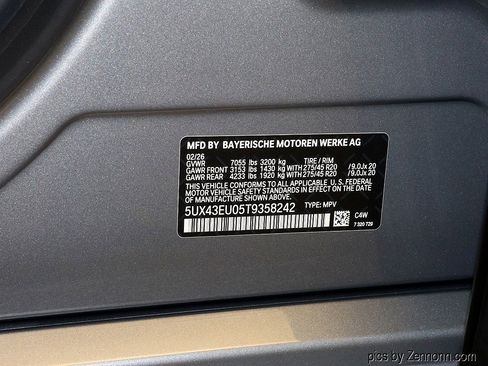 MFD BY BAYERISCHE MOTOREN WERKE AG
02/26
GVWR 7055 lbs 3200 kg TIRE / RIM
GAWR FRONT 3153 lbs 1430 kg WITH 275/45 R20 / 9.0Jx 20
GAWR REAR 4233 lbs 1920 kg WITH 275/45 R20 / 9.0Jx 20
THIS VEHICLE CONFORMS TO ALL APPLICABLE U. S. FEDERAL
MOTOR VEHICLE SAFETY STANDARDS IN EFFECT
ON THE DATE OF MANUFACTURE SHOWN ABOVE.
5UX43EU05T9358242 TYPE: MPV
C4W
7 320 729
pics by Zennonn.com